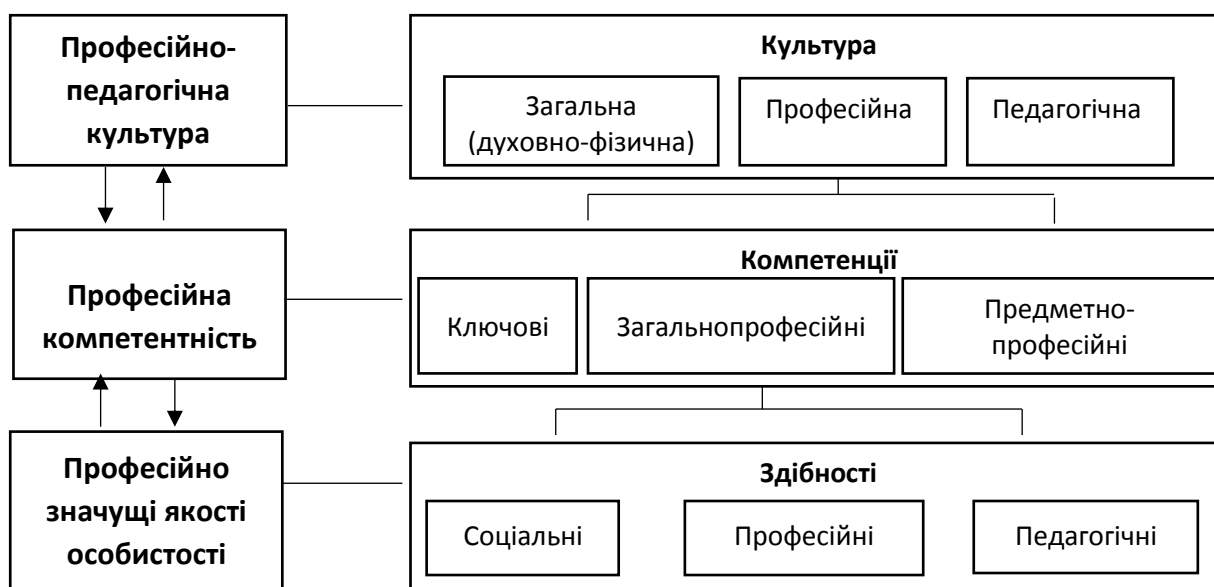 Професійно-
педагогічна
культура
Культура
Загальна
(духовно-фізична)
Професійна
Педагогічна
Професійна
компетентність
Компетенції
Ключові
Загальнопрофесійні
Предметно-
професійні
Професійно
значущі якості
особистості
Здібності
Соціальні
Професійні
Педагогічні